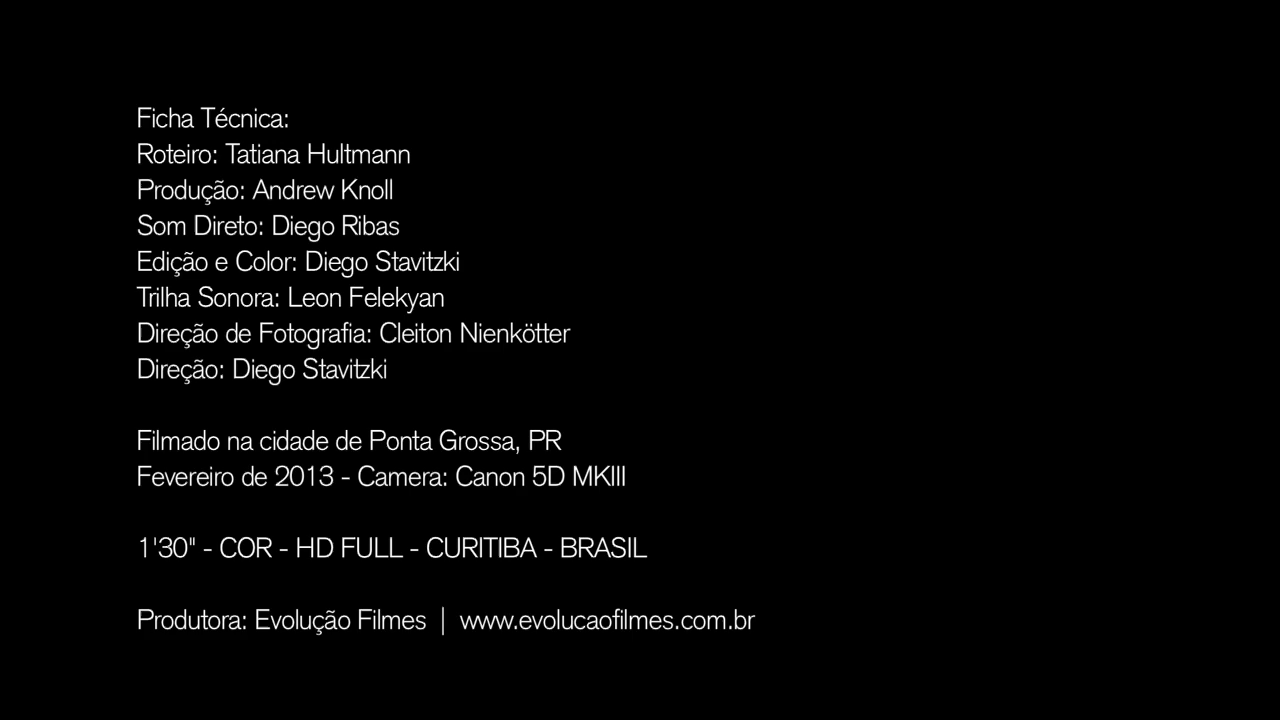 Ficha Técnica:
Roteiro: Tatiana Hultmann
Produção: Andrew Knoll
Som Direto: Diego Ribas
Edição e Color: Diego Stavitzki
Trilha Sonora: Leon Felekyan
Direção de Fotografia: Cleiton Nienkötter
Direção: Diego Stavitzki
Filmado na cidade de Ponta Grossa, PR
Fevereiro de 2013 - Camera: Canon 5D MKIII
1'30" - COR - HD FULL - CURITIBA - BRASIL
Produtora: Evolução Filmes | www.evolucaofilmes.com.br